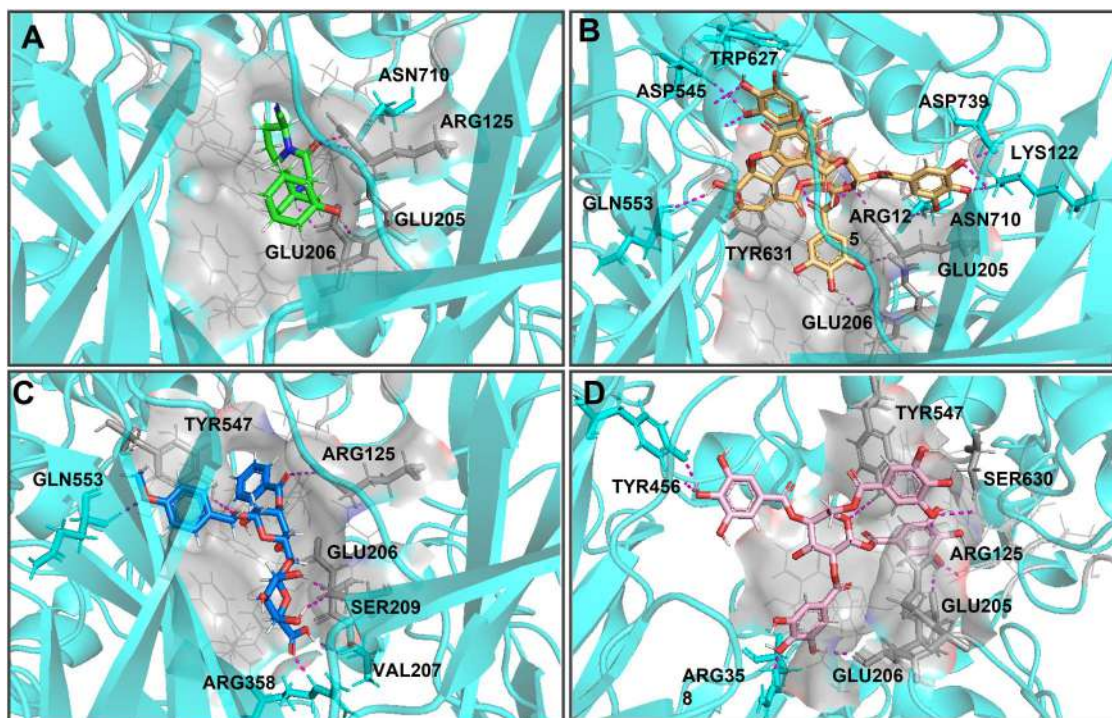 A
ASN710
ARG125
GLU205
GLU206
B
TRP627
ASP545
ASP739
LYS122
GLN553
ARG12
5
ASN710
TYR631
GLU205
GLU206
C
TYR547
ARG125
GLN553
GLU206
SER209
VAL207
ARG358
D
TYR547
TYR456
SER630
ARG125
GLU205
ARG35
8
GLU206